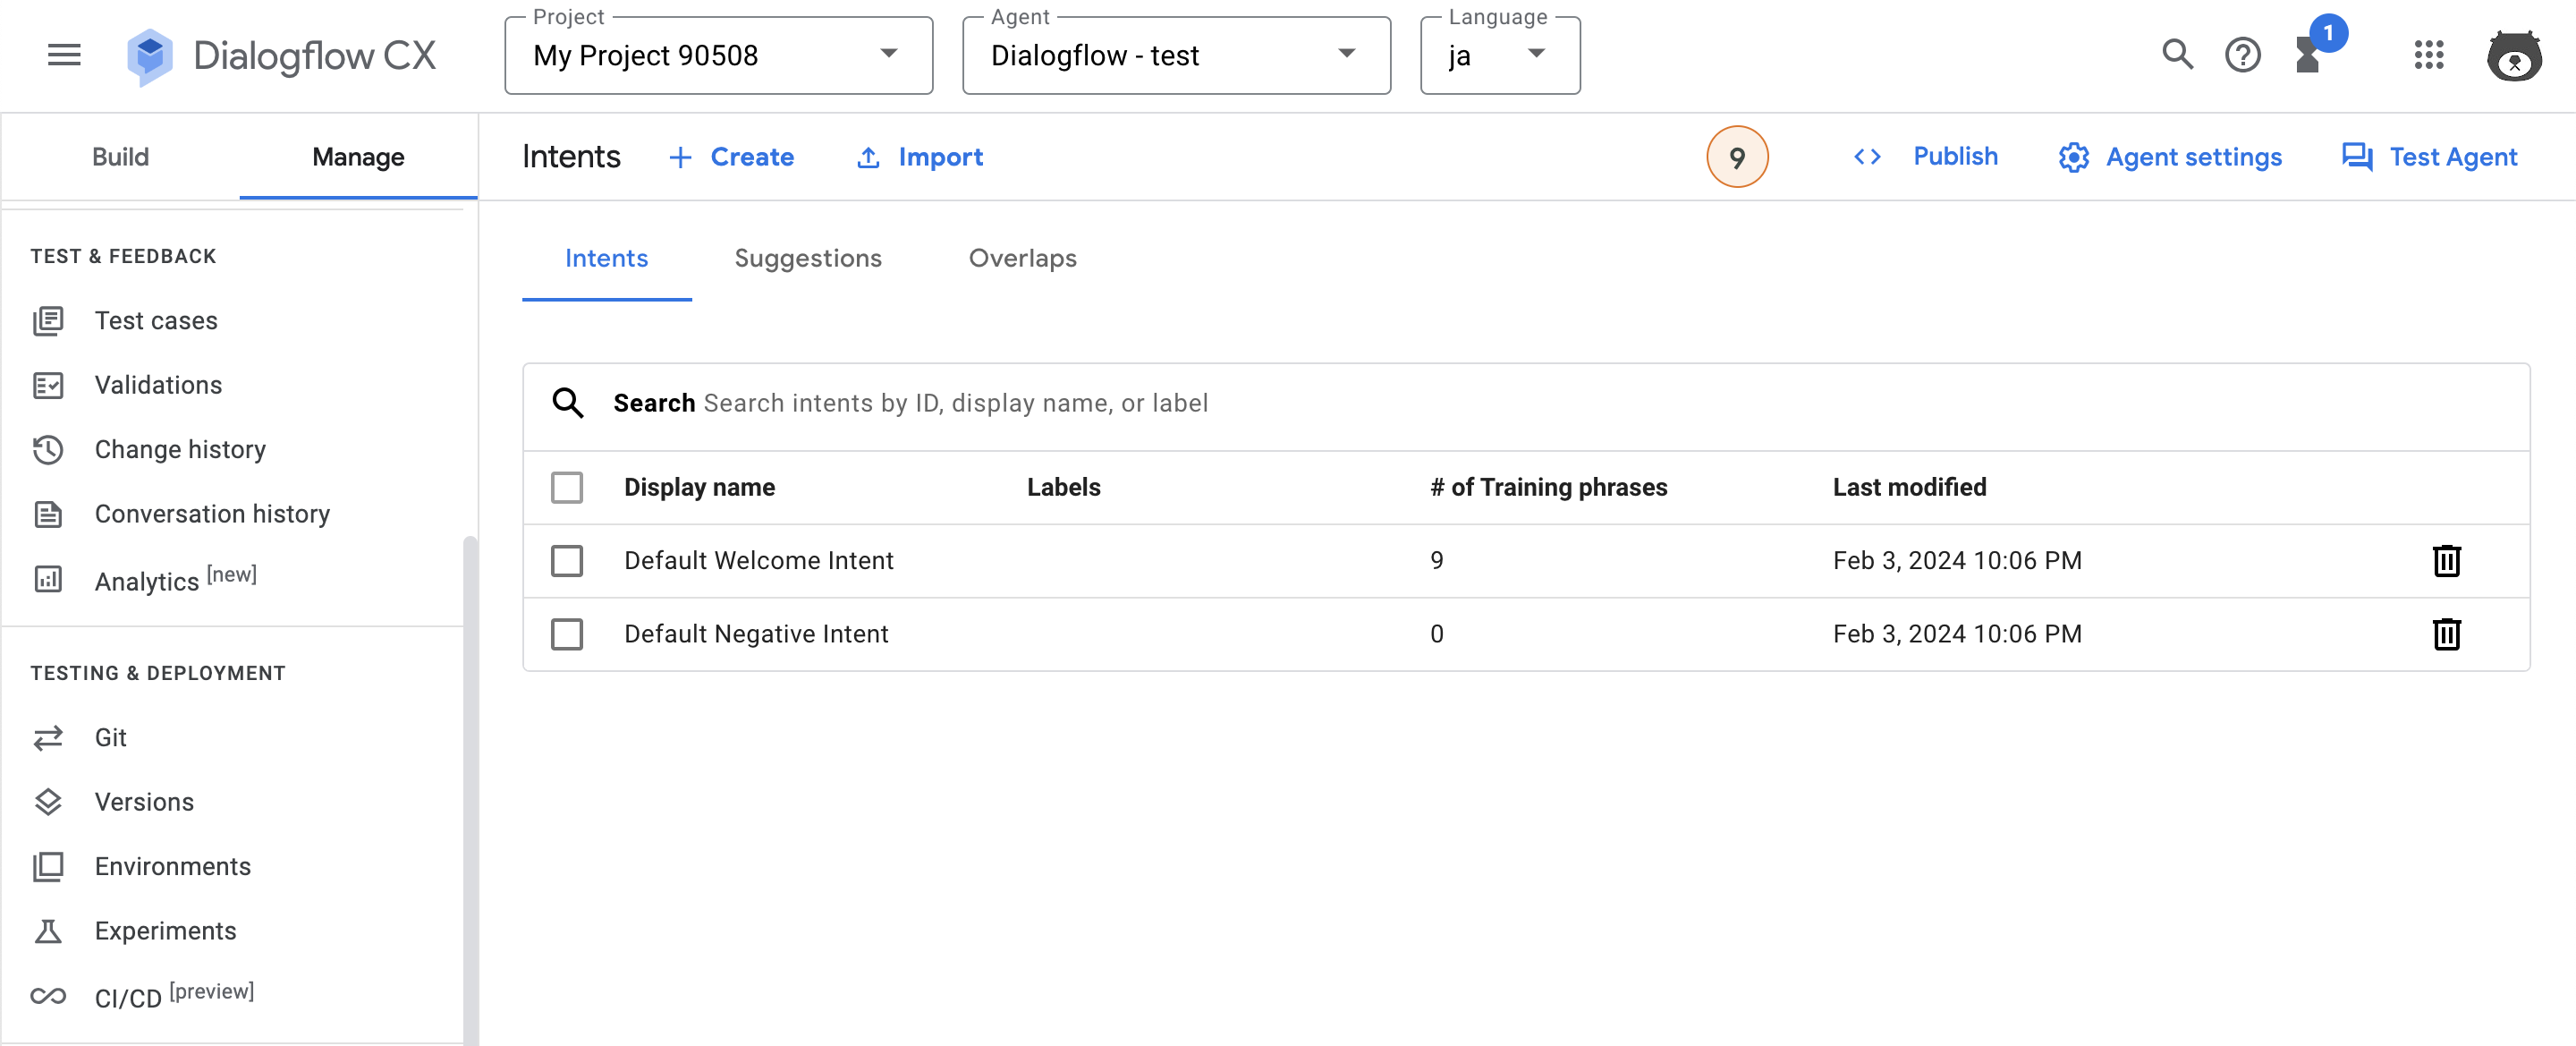 Dialogflow CX
Project
My Project 90508
Agent
Dialogflow - test
Language
ja
1
Build
Manage
Intents
Create
Import
9
Publish
Agent settings
Test Agent
TEST & FEEDBACK
Test cases
Validations
Change history
Conversation history
Analytics [new]
TESTING & DEPLOYMENT
Git
Versions
Environments
Experiments
CI/CD [preview]
Intents
Suggestions
Overlaps
Search Search intents by ID, display name, or label
Display name Labels # of Training phrases Last modified
Default Welcome Intent 9 Feb 3, 2024 10:06 PM
Default Negative Intent 0 Feb 3, 2024 10:06 PM